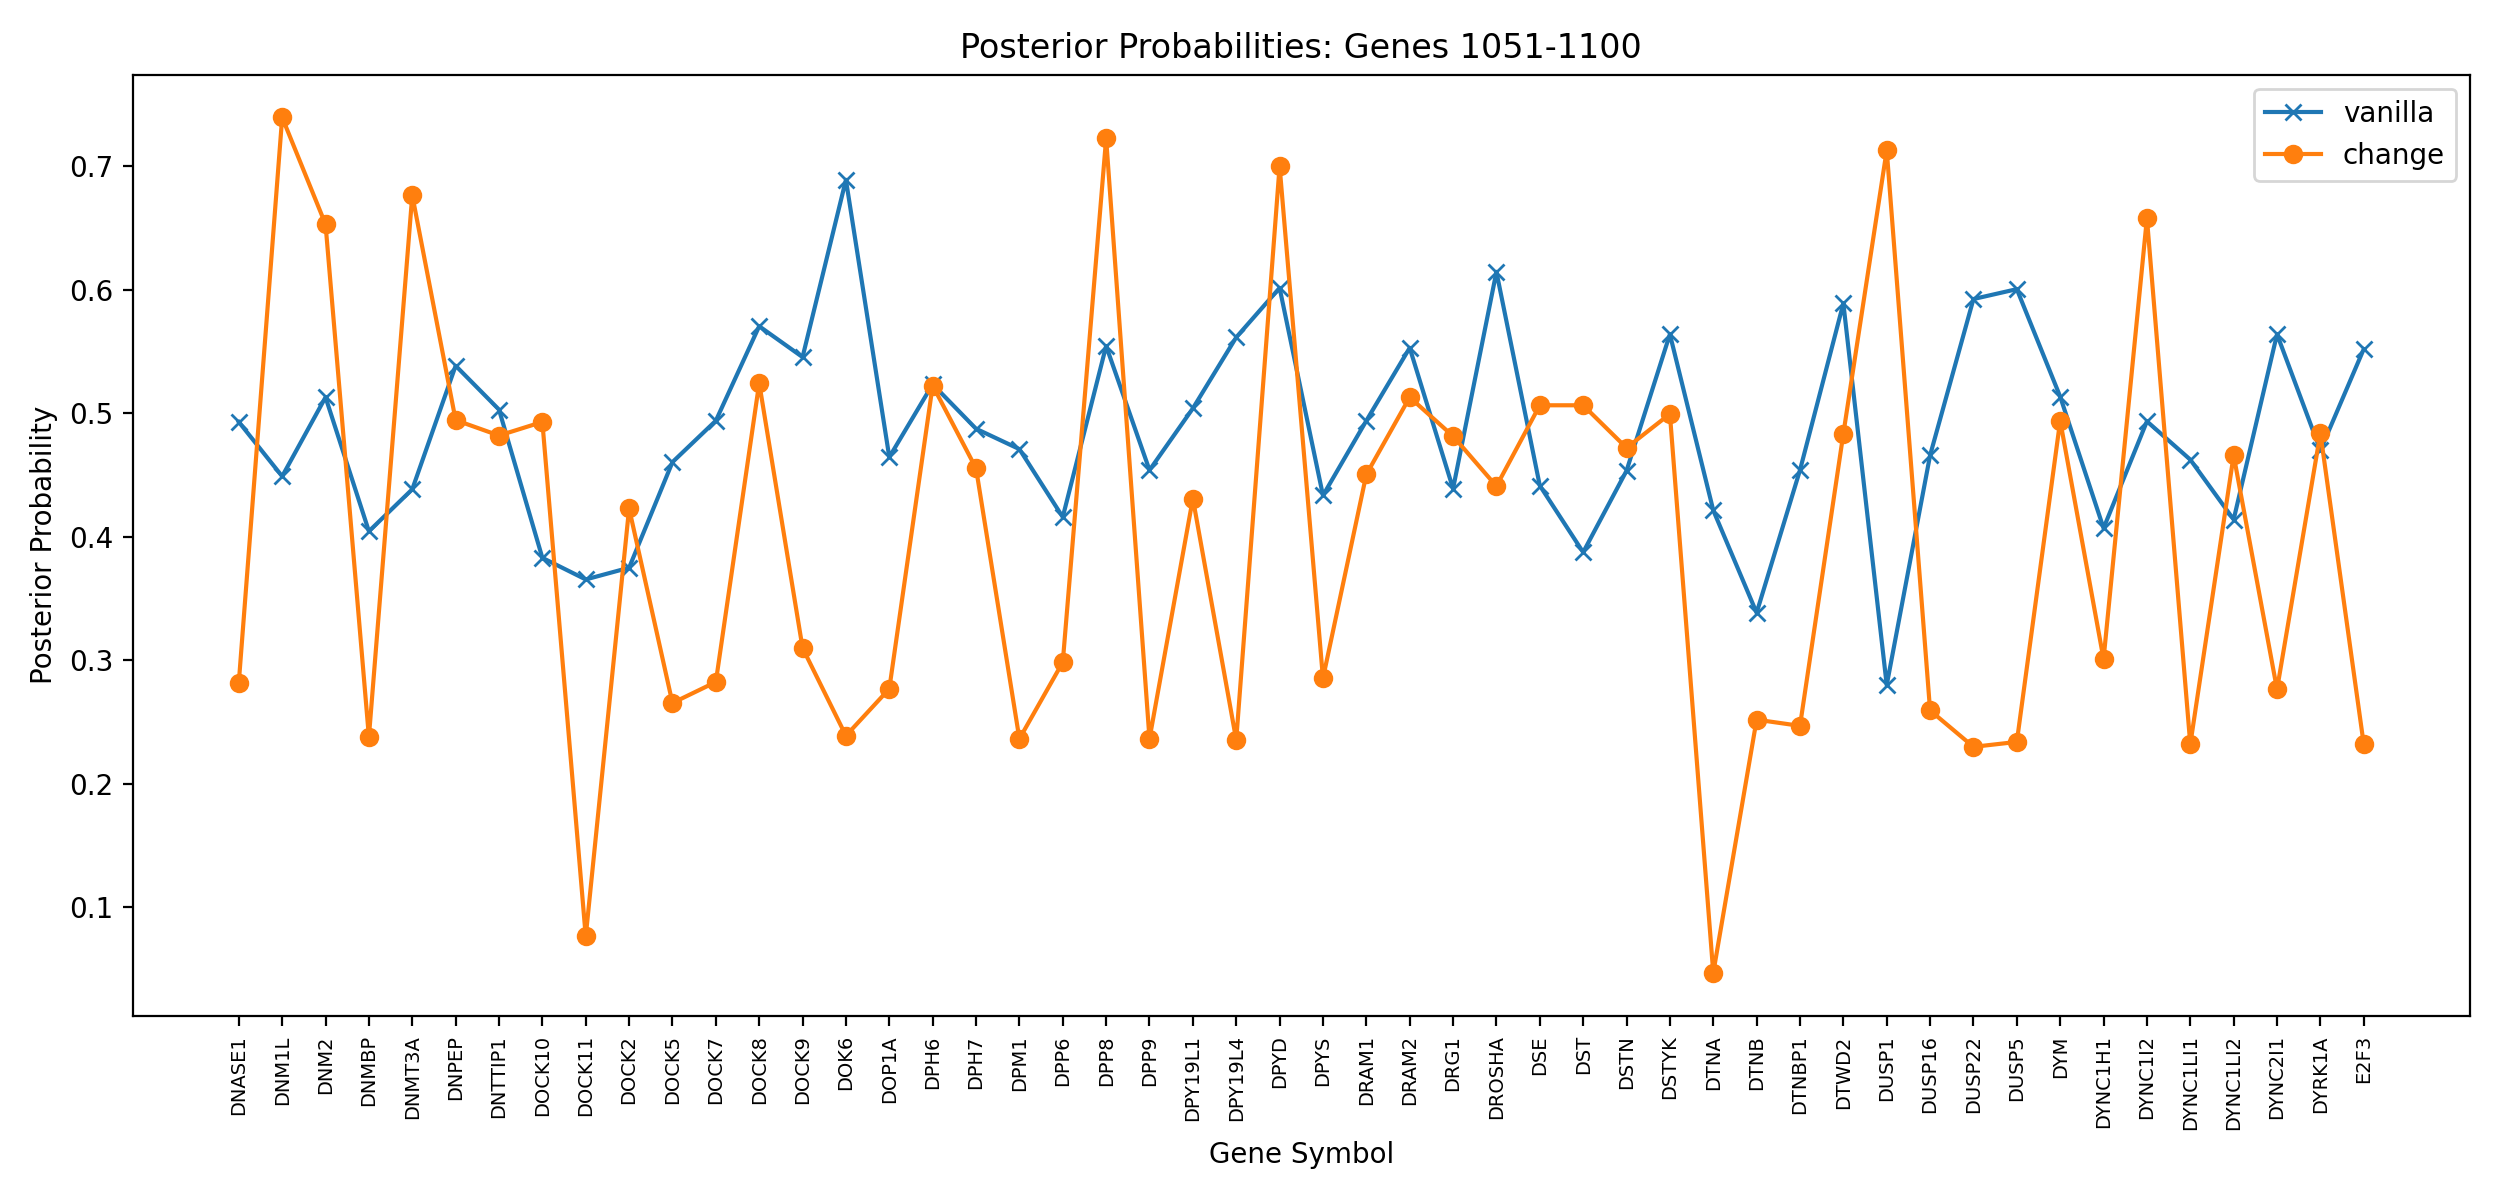 Posterior Probabilities: Genes 1051-1100
vanilla
change
Posterior Probability
0.7
0.6
0.5
0.4
0.3
0.2
0.1
DNASE1
DNM1L
DNM2
DNMBP
DNMT3A
DNPEP
DNTTIP1
DOCK10
DOCK11
DOCK2
DOCK5
DOCK7
DOCK8
DOCK9
DOK6
DOP1A
DPH6
DPH7
DPM1
DPP6
DPP8
DPP9
DPY19L1
DPY19L4
DPYD
DPYS
DRAM1
DRAM2
DRG1
DROSHA
DSE
DST
DSTN
DSTYK
DTNA
DTNB
DTNBP1
DTWD2
DUSP1
DUSP16
DUSP22
DUSP5
DYM
DYNC1H1
DYNC1I2
DYNC1LI1
DYNC1LI2
DYNC2I1
DYRK1A
E2F3
Gene Symbol